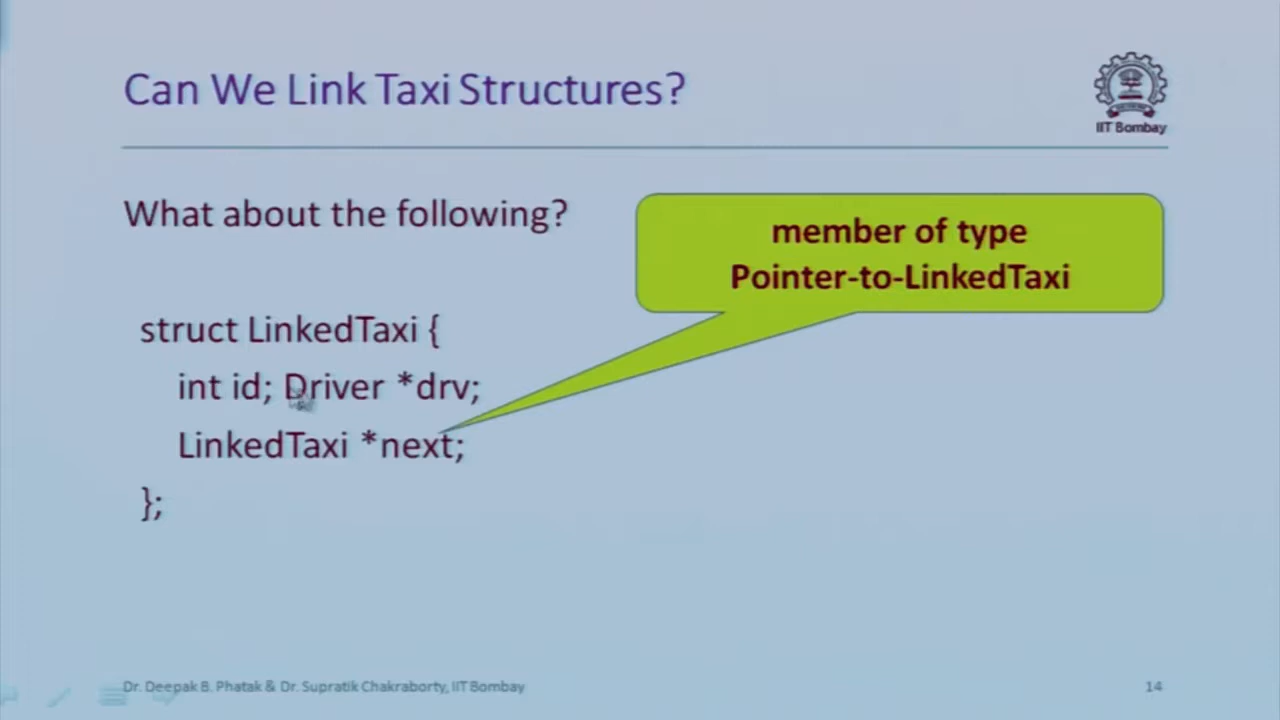 Can We Link Taxi Structures?
IIT Bombay
What about the following?
member of type
Pointer-to-LinkedTaxi
struct LinkedTaxi {
int id; Driver *drv;
LinkedTaxi *next;
};
Dr. Deepak B. Phatak & Dr. Supratik Chakraborty, IIT Bombay
14